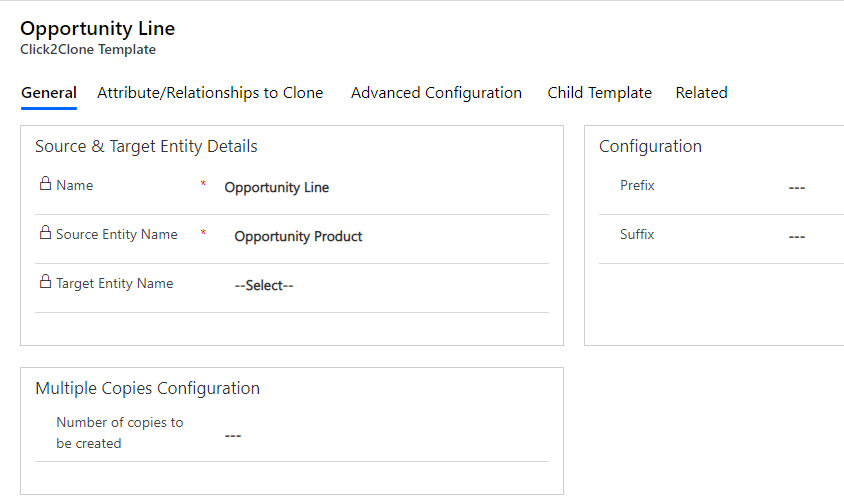 Opportunity Line
Click2Clone Template
General Attribute/Relationships to Clone Advanced Configuration Child Template Related
Source & Target Entity Details
Name * Opportunity Line
Source Entity Name * Opportunity Product
Target Entity Name --Select--
Configuration
Prefix ---
Suffix ---
Multiple Copies Configuration
Number of copies to
be created ---